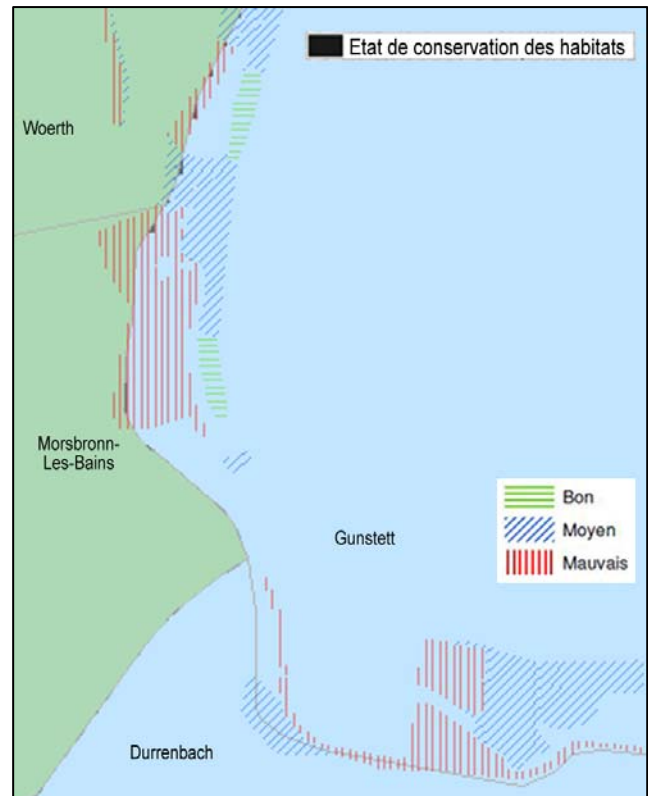 Etat de conservation des habitats
Woerth
Morsbronn-
Les-Bains
Gunstett
Bon
Moyen
Mauvais
Durrenbach